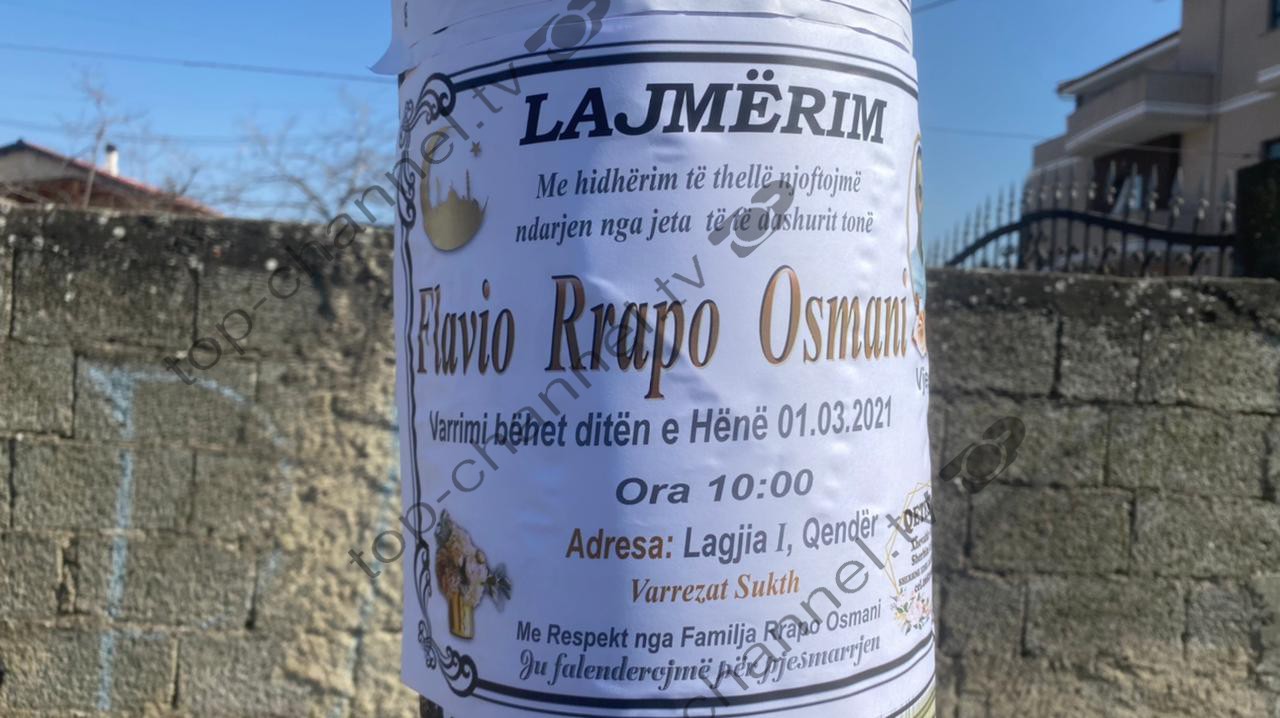 LAJMËRIM
Me hidhërim të thellë njoftojmë
ndarjen nga jeta të të dashurit tonë
Flavio Rrapo Osmani
Varrimi bëhet ditën e Hënë 01.03.2021
Ora 10:00
Adresa: Lagjia I, Qendër
Varrezat Sukth
Me Respekt nga Familja Rrapo Osmani
Ju falenderojmë për pjesmarrjen
top-channel.tv
top-channel.tv
top-channel.tv